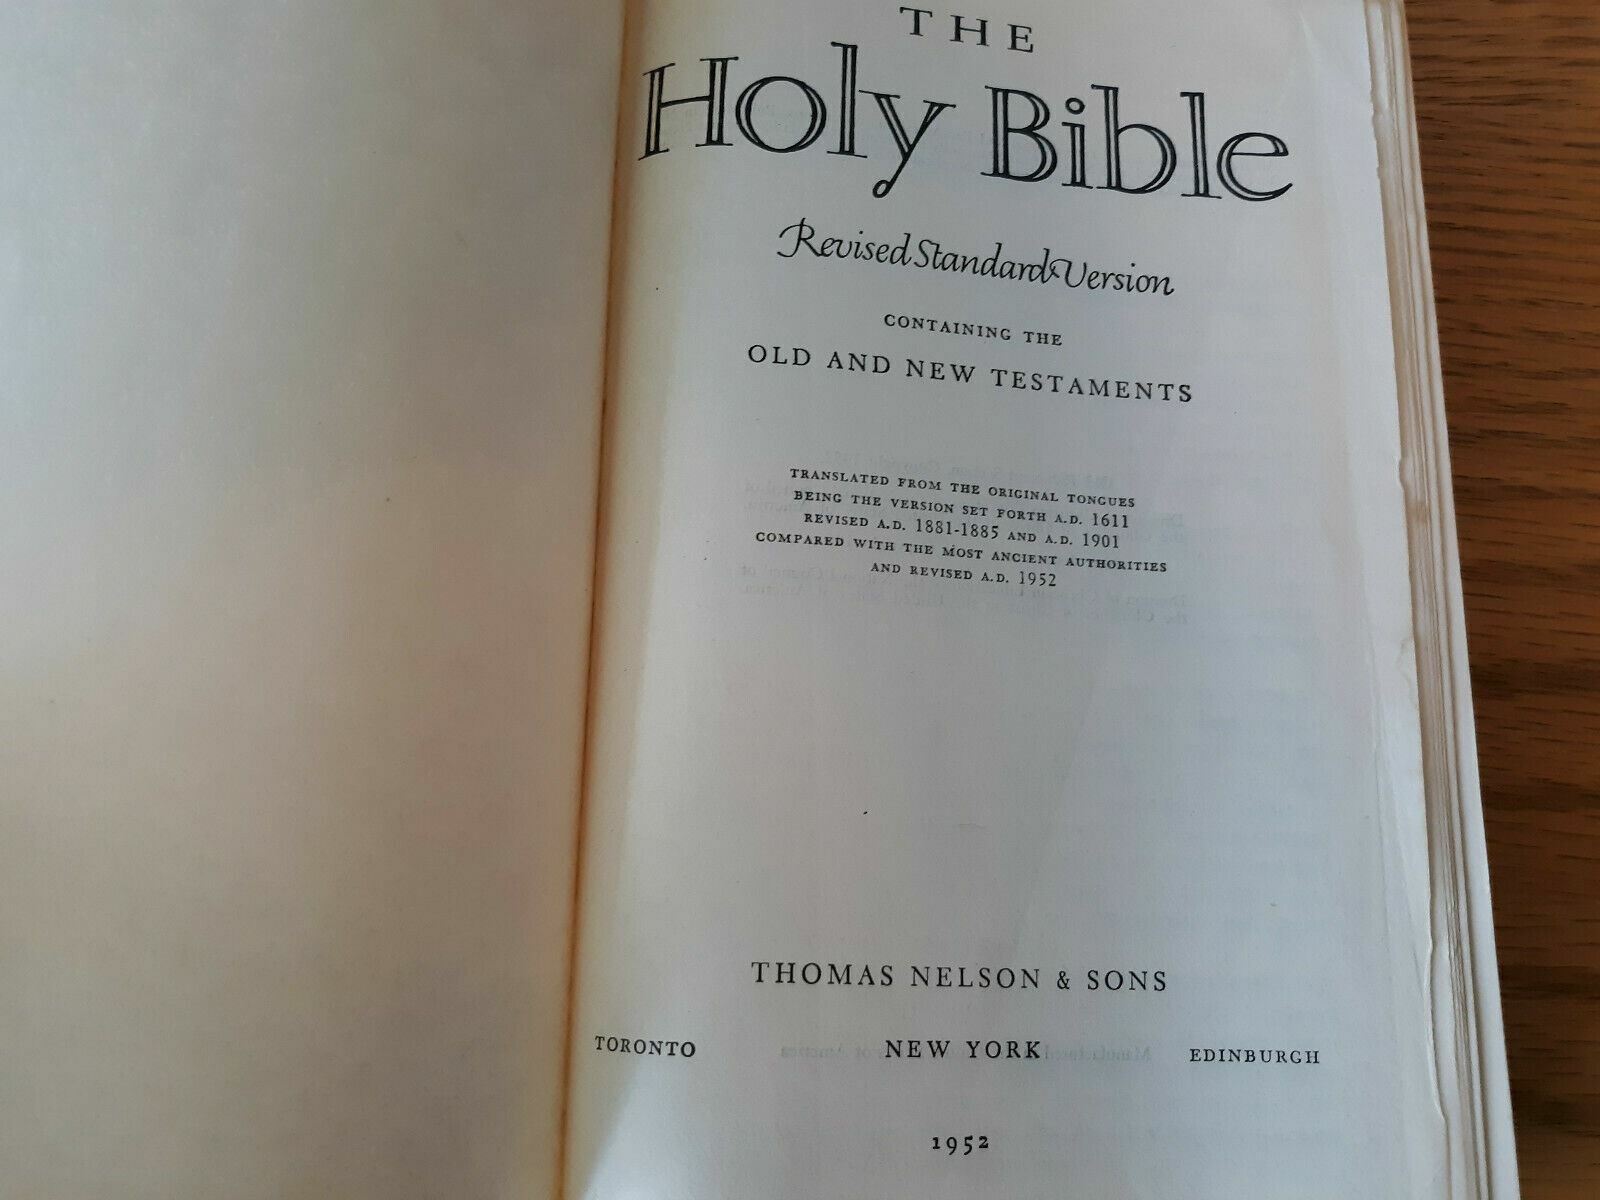 THE
Holy Bible
Revised Standard Version
CONTAINING THE
OLD AND NEW TESTAMENTS
TRANSLATED FROM THE ORIGINAL TONGUES
BEING THE VERSION SET FORTH A.D. 1611
REVISED A.D. 1881-1885 AND A.D. 1901
COMPARED WITH THE MOST ANCIENT AUTHORITIES
AND REVISED A.D. 1952
THOMAS NELSON & SONS
TORONTO NEW YORK EDINBURGH
1952